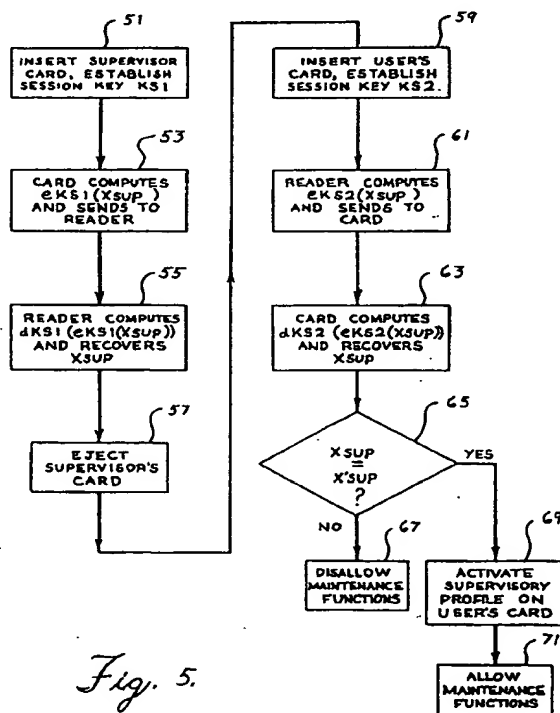 51
INSERT SUPERVISOR
CARD, ESTABLISH
SESSION KEY KS1
53
CARD COMPUTES
eKS1(XSUP )
AND SENDS TO
READER
55
READER COMPUTES
dKS1 (eKS1(XSUP))
AND RECOVERS
XSUP
57
EJECT
SUPERVISOR'S
CARD
59
INSERT USER'S
CARD, ESTABLISH
SESSION KEY KS2.
61
READER COMPUTES
eKS2(XSUP )
AND SENDS TO
CARD
63
CARD COMPUTES
dKS2 (eKS2(XSUP))
AND RECOVERS
XSUP
65
XSUP
=
X'SUP
?
YES
NO
67
DISALLOW
MAINTENANCE
FUNCTIONS
69
ACTIVATE
SUPERVISORY
PROFILE ON
USER'S CARD
71
ALLOW
MAINTENANCE
FUNCTIONS
Fig. 5.